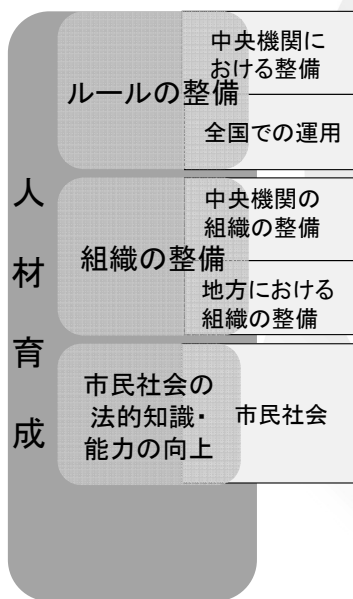 人材育成
ルールの整備
中央機関に
おける整備
全国での運用
組織の整備
中央機関の
組織の整備
地方における
組織の整備
市民社会の
法的知識・
能力の向上
市民社会